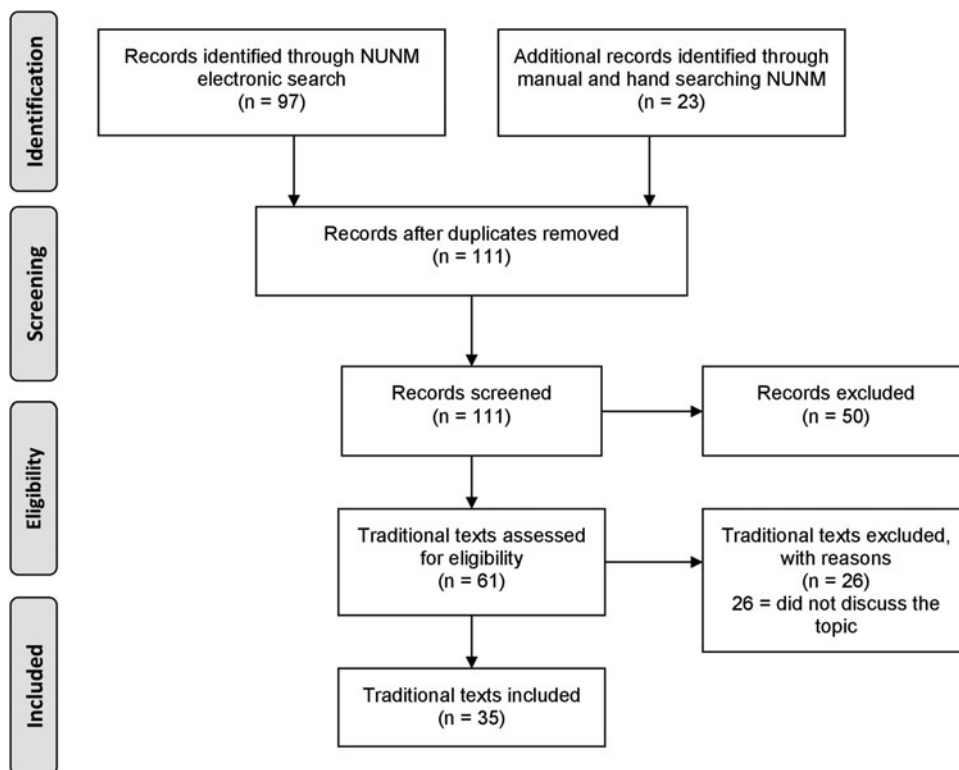 Identification
Records identified through NUNM
electronic search
(n = 97)
Additional records identified through
manual and hand searching NUNM
(n = 23)
Screening
Records after duplicates removed
(n = 111)
Records screened
(n = 111)
Records excluded
(n = 50)
Eligibility
Traditional texts assessed
for eligibility
(n = 61)
Traditional texts excluded,
with reasons
(n = 26)
26 = did not discuss the
topic
Included
Traditional texts included
(n = 35)